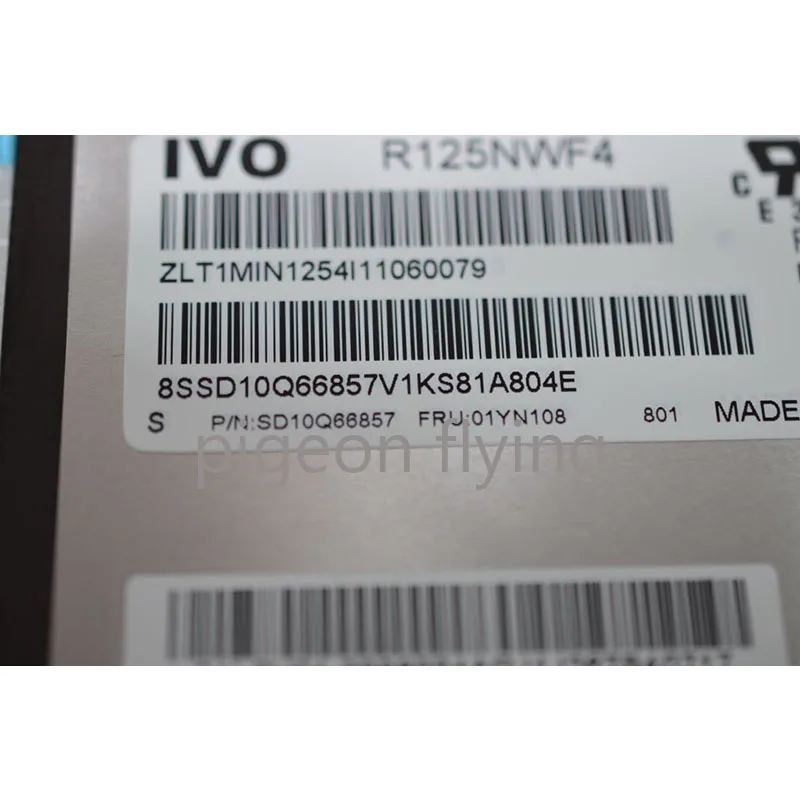 IVO R125NWF4
ZLT1MIN1254I11060079
8SSD10Q66857V1KS81A804E
S P/N:SD10Q66857 FRU:01YN108 801 MADE
pigeon flying